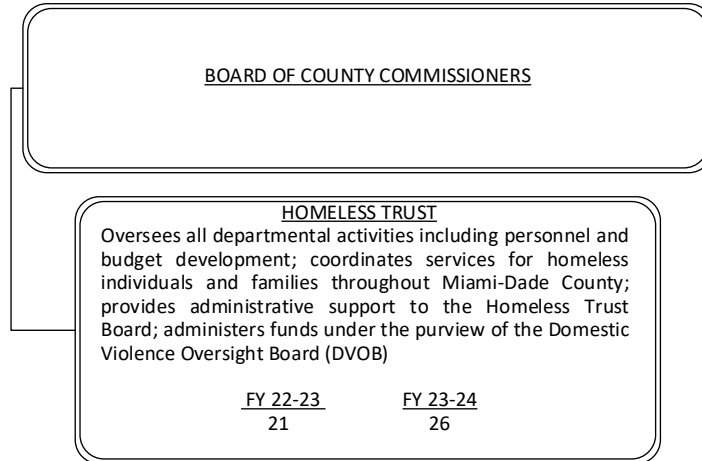 BOARD OF COUNTY COMMISSIONERS
HOMELESS TRUST
Oversees all departmental activities including personnel and
budget development; coordinates services for homeless
individuals and families throughout Miami-Dade County;
provides administrative support to the Homeless Trust
Board; administers funds under the purview of the Domestic
Violence Oversight Board (DVOB)
FY 22-23 FY 23-24
21 26